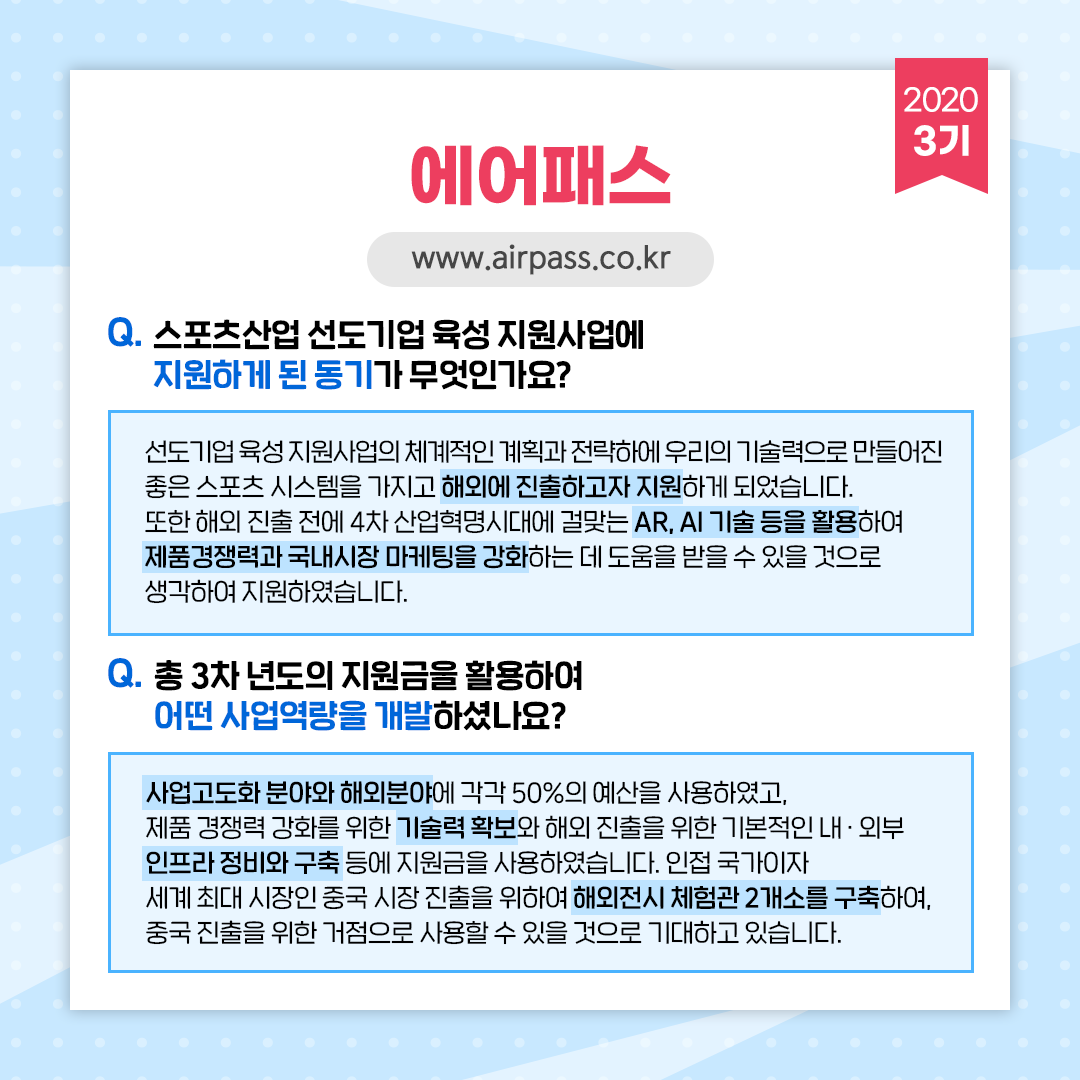 2020
3기
에어패스
www.airpass.co.kr
Q. 스포츠산업 선도기업 육성 지원사업에
지원하게 된 동기가 무엇인가요?
선도기업 육성 지원사업의 체계적인 계획과 전략하에 우리의 기술력으로 만들어진
좋은 스포츠 시스템을 가지고 해외에 진출하고자 지원하게 되었습니다.
또한 해외 진출 전에 4차 산업혁명시대에 걸맞는 AR, AI 기술 등을 활용하여
제품경쟁력과 국내시장 마케팅을 강화하는 데 도움을 받을 수 있을 것으로
생각하여 지원하였습니다.
Q. 총 3차 년도의 지원금을 활용하여
어떤 사업역량을 개발하셨나요?
사업고도화 분야와 해외분야에 각각 50%의 예산을 사용하였고,
제품 경쟁력 강화를 위한 기술력 확보와 해외 진출을 위한 기본적인 내 · 외부
인프라 정비와 구축 등에 지원금을 사용하였습니다. 인접 국가이자
세계 최대 시장인 중국 시장 진출을 위하여 해외전시 체험관 2개소를 구축하여,
중국 진출을 위한 거점으로 사용할 수 있을 것으로 기대하고 있습니다.